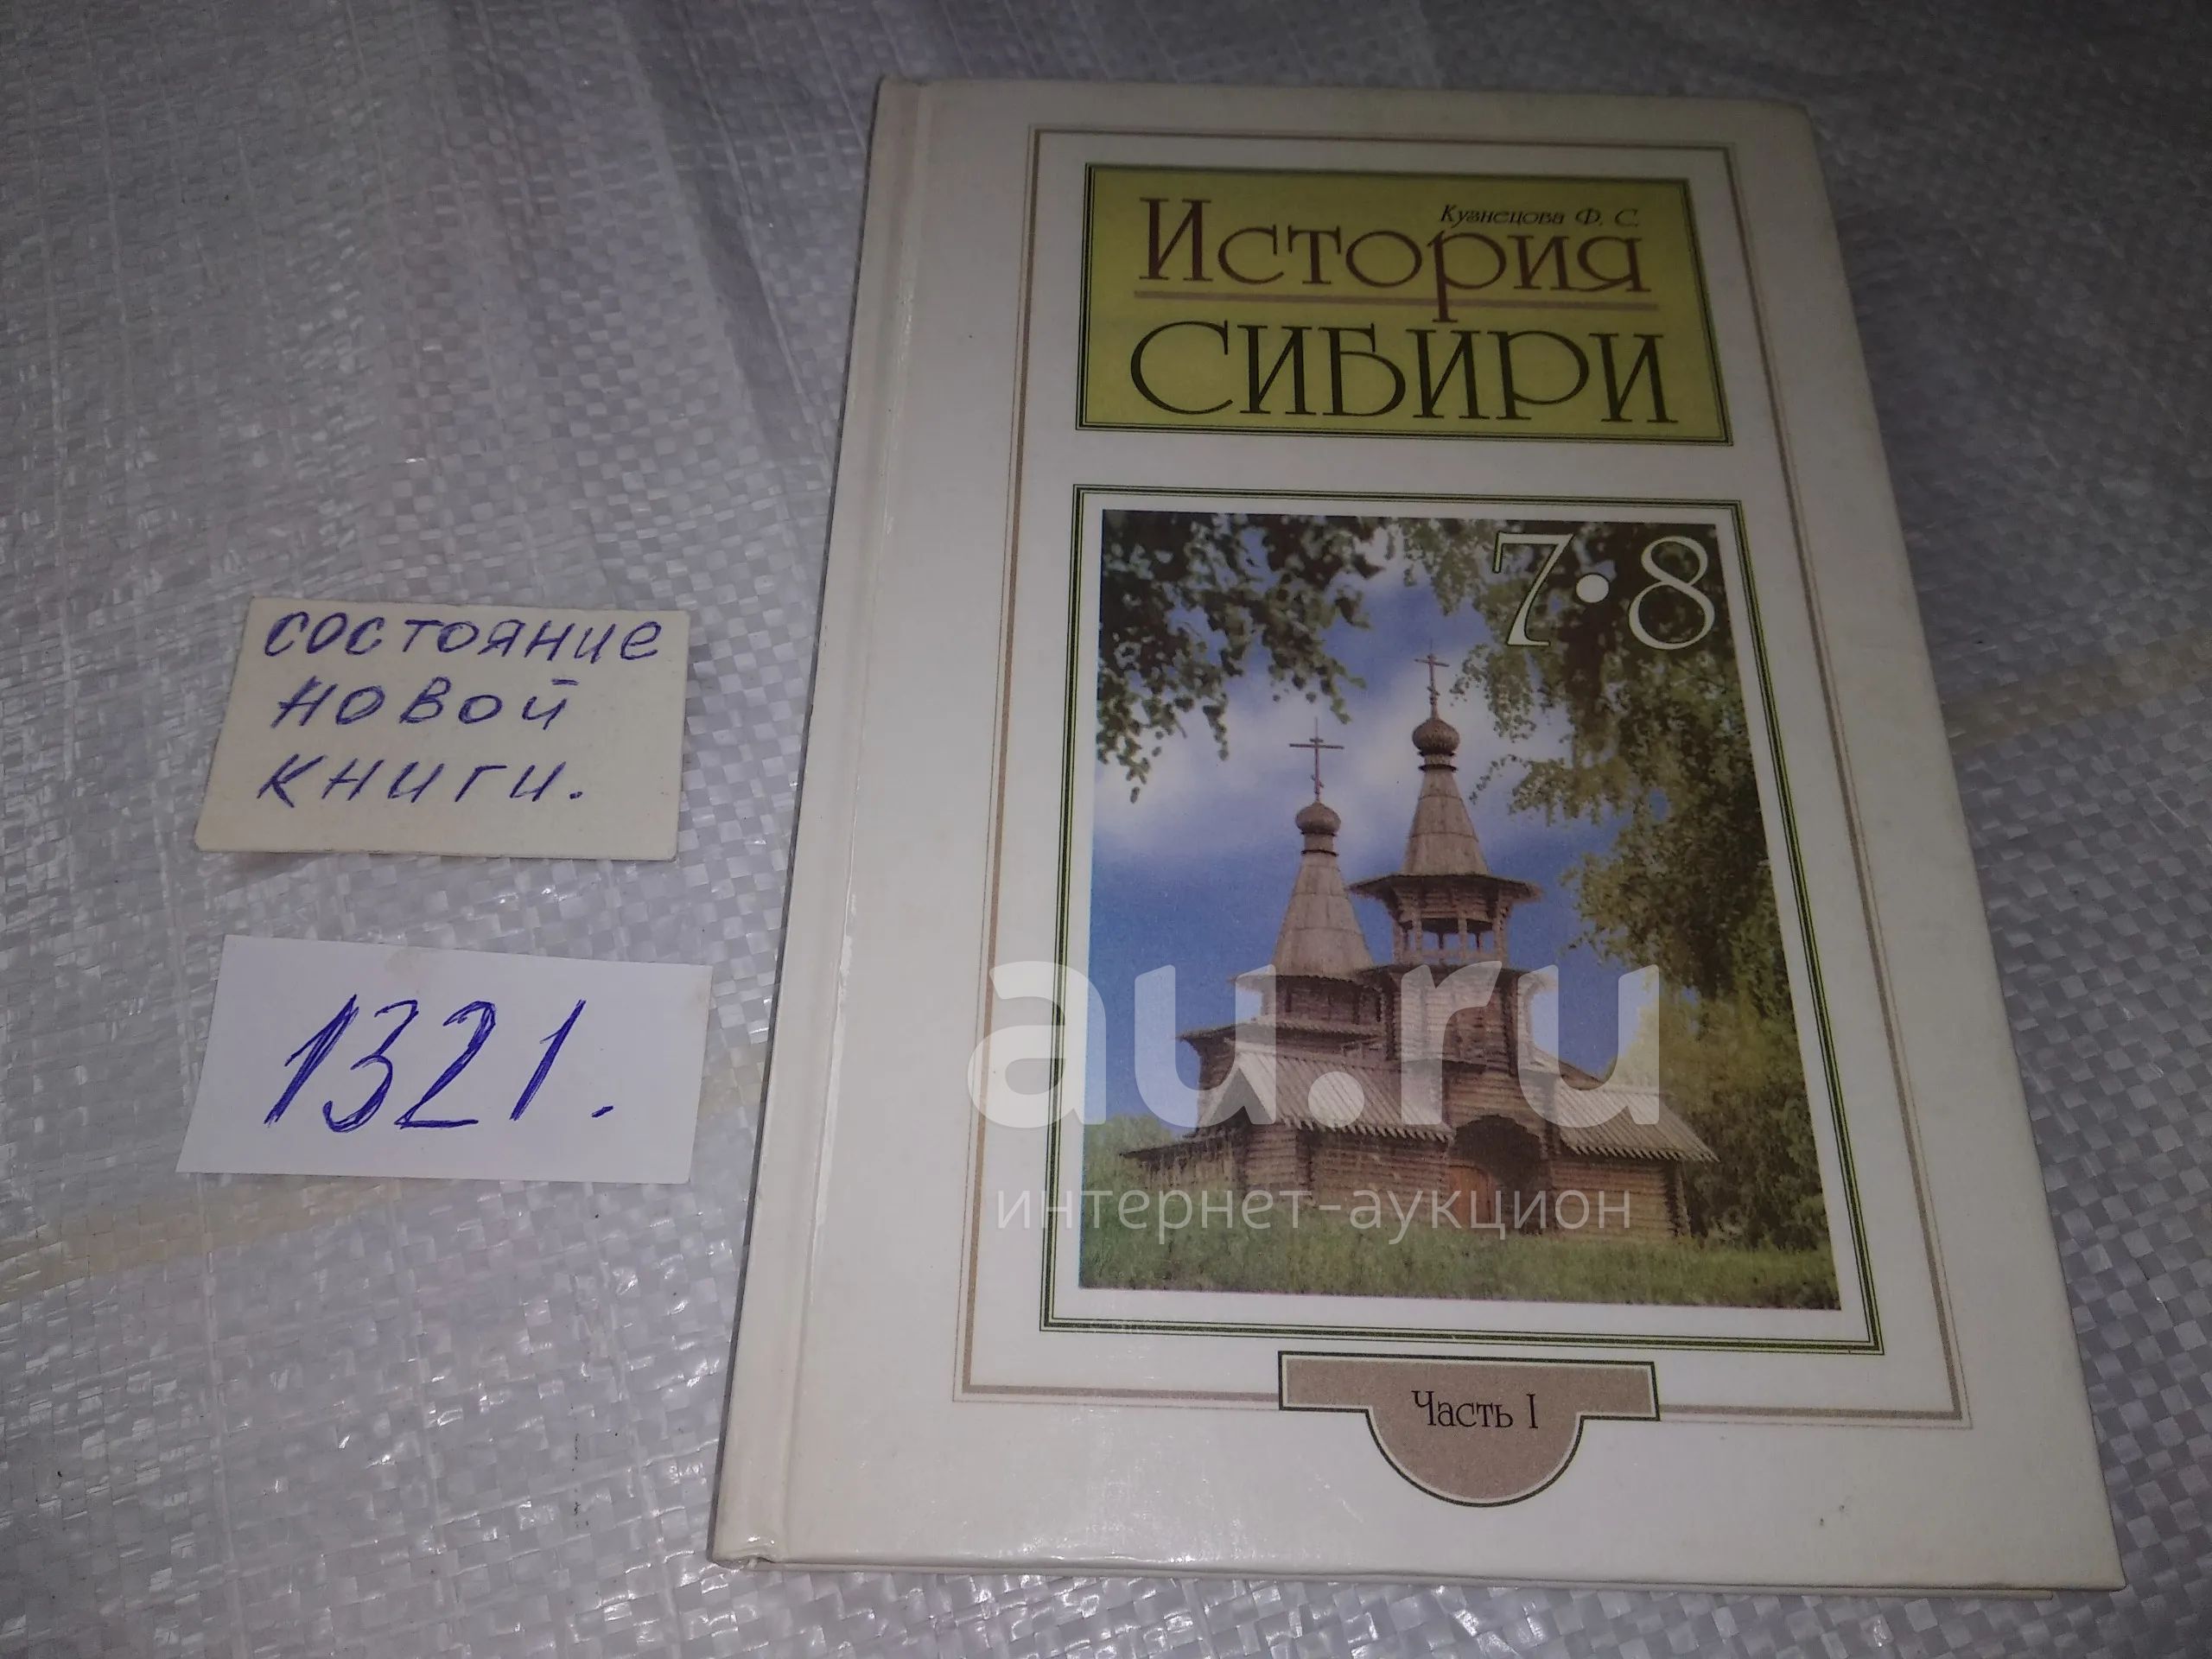 Кузнецова Ф. С.
История
СИБИРИ
7•8
состояние
новой
книги.
1321.
au.ru
интернет-аукцион
Часть I